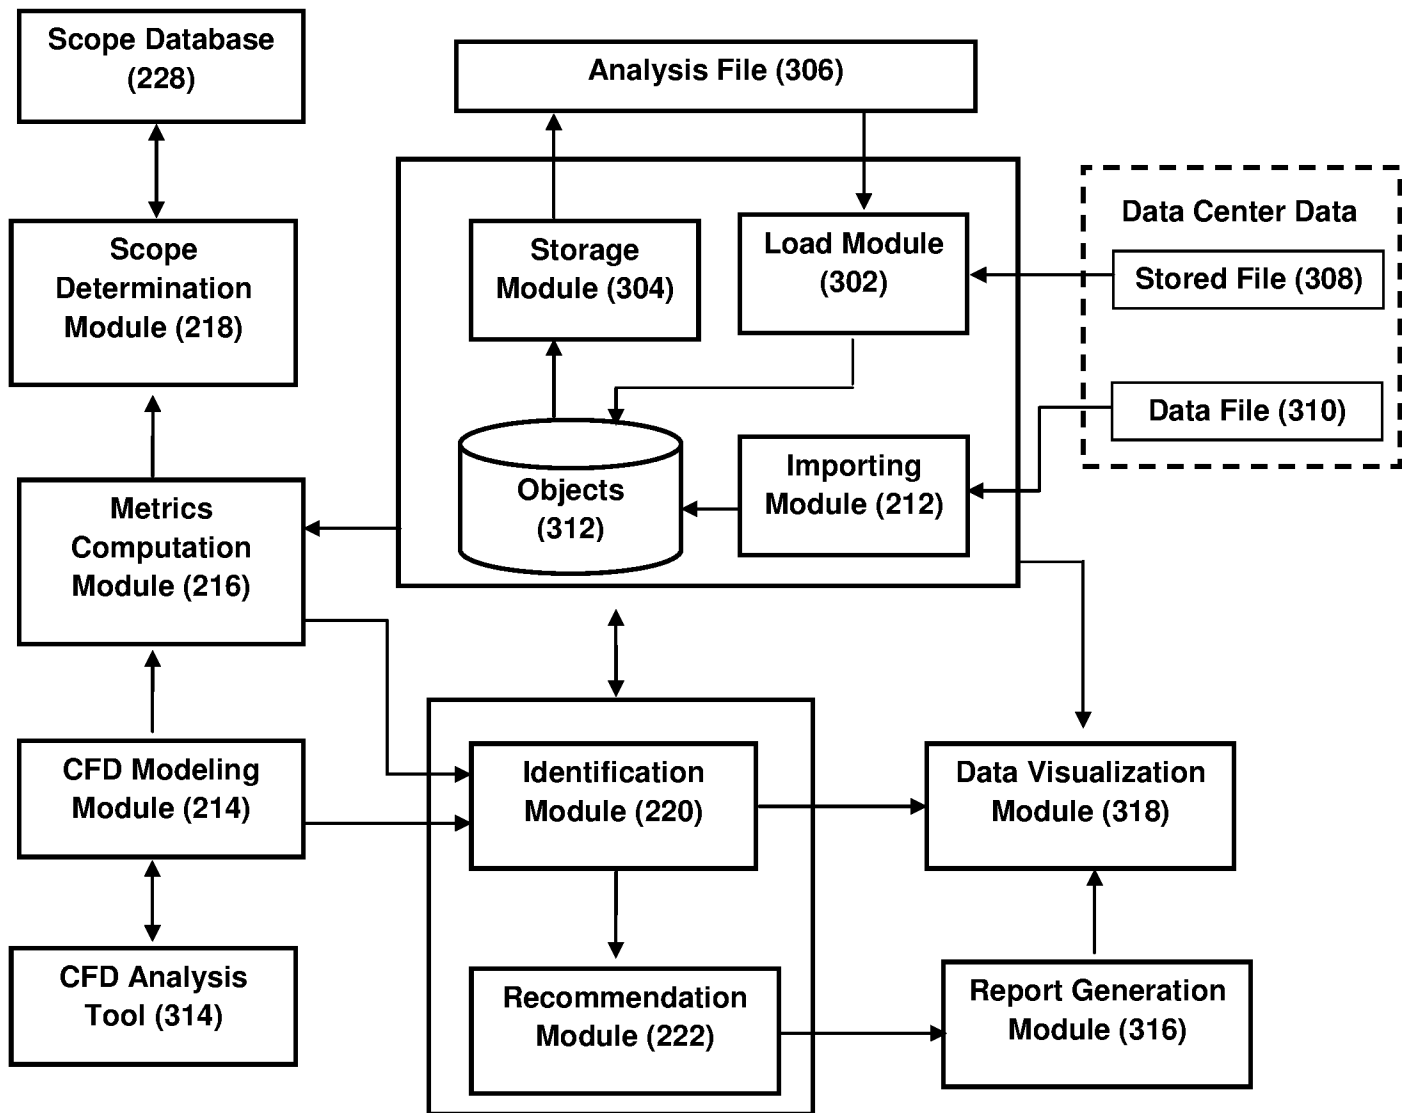 Scope Database
(228)
Analysis File (306)
Scope
Determination
Module (218)
Storage
Module (304)
Load Module
(302)
Data Center Data
Stored File (308)
Data File (310)
Metrics
Computation
Module (216)
Objects
(312)
Importing
Module (212)
CFD Modeling
Module (214)
Identification
Module (220)
Data Visualization
Module (318)
CFD Analysis
Tool (314)
Recommendation
Module (222)
Report Generation
Module (316)